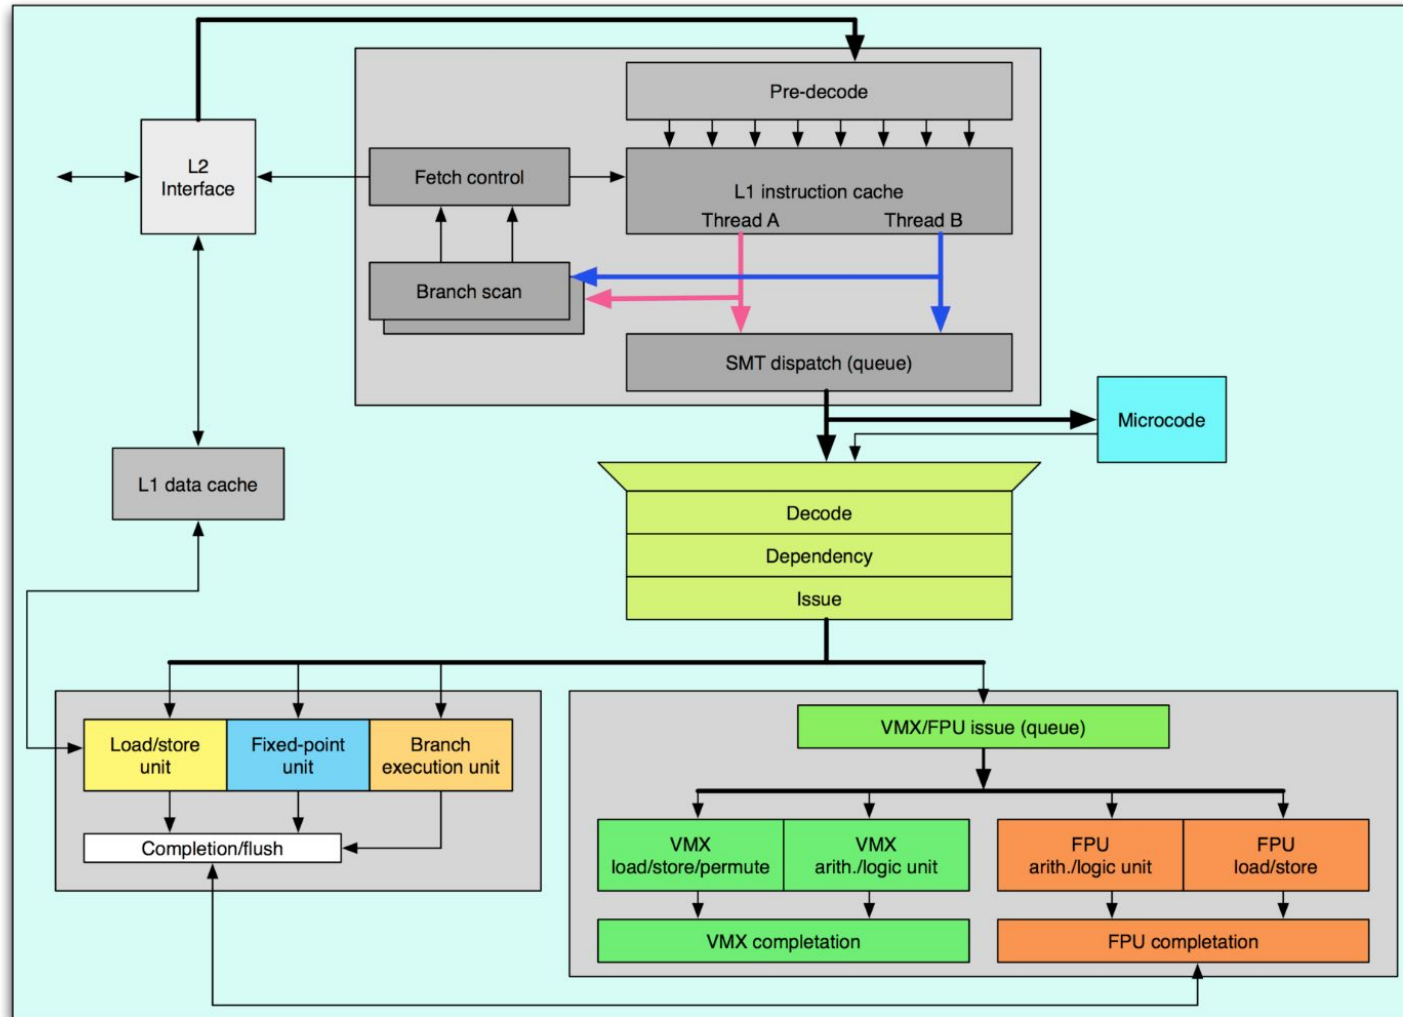 Pre-decode
L2
Interface
Fetch control
L1 instruction cache
Thread A
Thread B
Branch scan
SMT dispatch (queue)
Microcode
L1 data cache
Decode
Dependency
Issue
Load/store
unit
Fixed-point
unit
Branch
execution unit
Completion/flush
VMX/FPU issue (queue)
VMX
load/store/permute
VMX
arith./logic unit
FPU
arith./logic unit
FPU
load/store
VMX completation
FPU completation